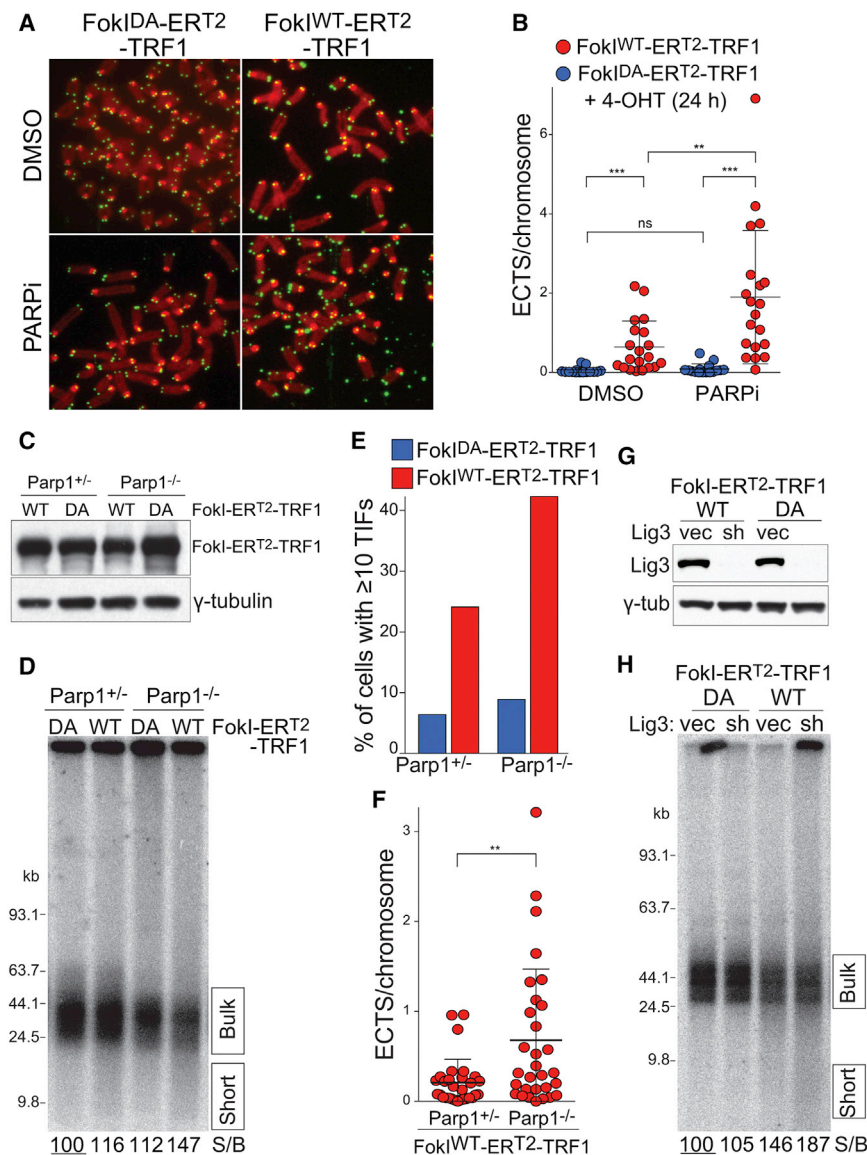 A
FokI^DA-ER^T2
-TRF1
FokI^WT-ER^T2
-TRF1
DMSO
PARPi
B
FokI^WT-ER^T2-TRF1
FokI^DA-ER^T2-TRF1
+ 4-OHT (24 h)
ECTS/chromosome
6
4
2
0
**
***
***
ns
DMSO
PARPi
C
Parp1+/-
Parp1-/-
WT DA WT DA FokI-ER^T2-TRF1
FokI-ER^T2-TRF1
γ-tubulin
D
Parp1+/-
Parp1-/-
DA WT DA WT FokI-ER^T2
-TRF1
kb
93.1
63.7
44.1
24.5
9.8
Bulk
Short
100 116 112 147 S/B
E
FokI^DA-ER^T2-TRF1
FokI^WT-ER^T2-TRF1
% of cells with ≥10 TIFs
40
30
20
10
0
Parp1+/-
Parp1-/-
F
ECTS/chromosome
3
2
1
0
**
Parp1+/- Parp1-/-
FokI^WT-ER^T2-TRF1
G
FokI-ER^T2-TRF1
WT DA
Lig3 vec sh vec
Lig3
γ-tub
H
FokI-ER^T2-TRF1
DA WT
Lig3: vec sh vec sh
kb
93.1
63.7
44.1
24.5
9.8
Bulk
Short
100 105 146 187 S/B